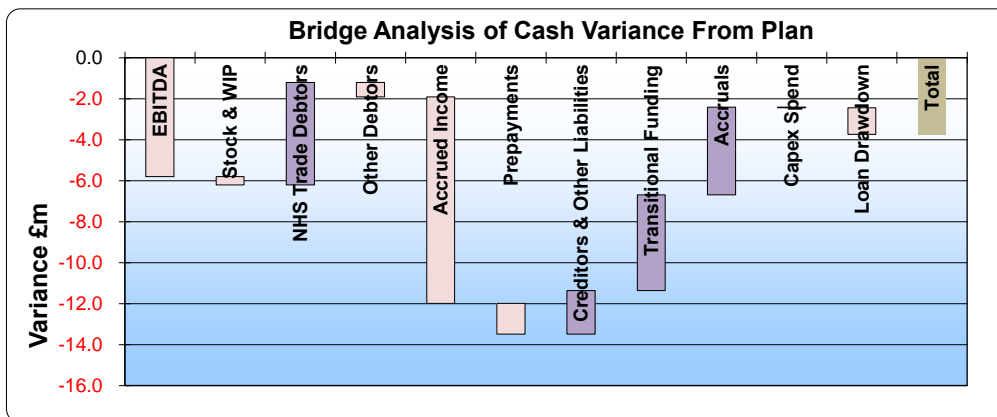 Bridge Analysis of Cash Variance From Plan
Variance £m
0.0
-2.0
-4.0
-6.0
-8.0
-10.0
-12.0
-14.0
-16.0
EBITDA
Stock & WIP
NHS Trade Debtors
Other Debtors
Accrued Income
Prepayments
Creditors & Other Liabilities
Transitional Funding
Accruals
Capex Spend
Loan Drawdown
Total